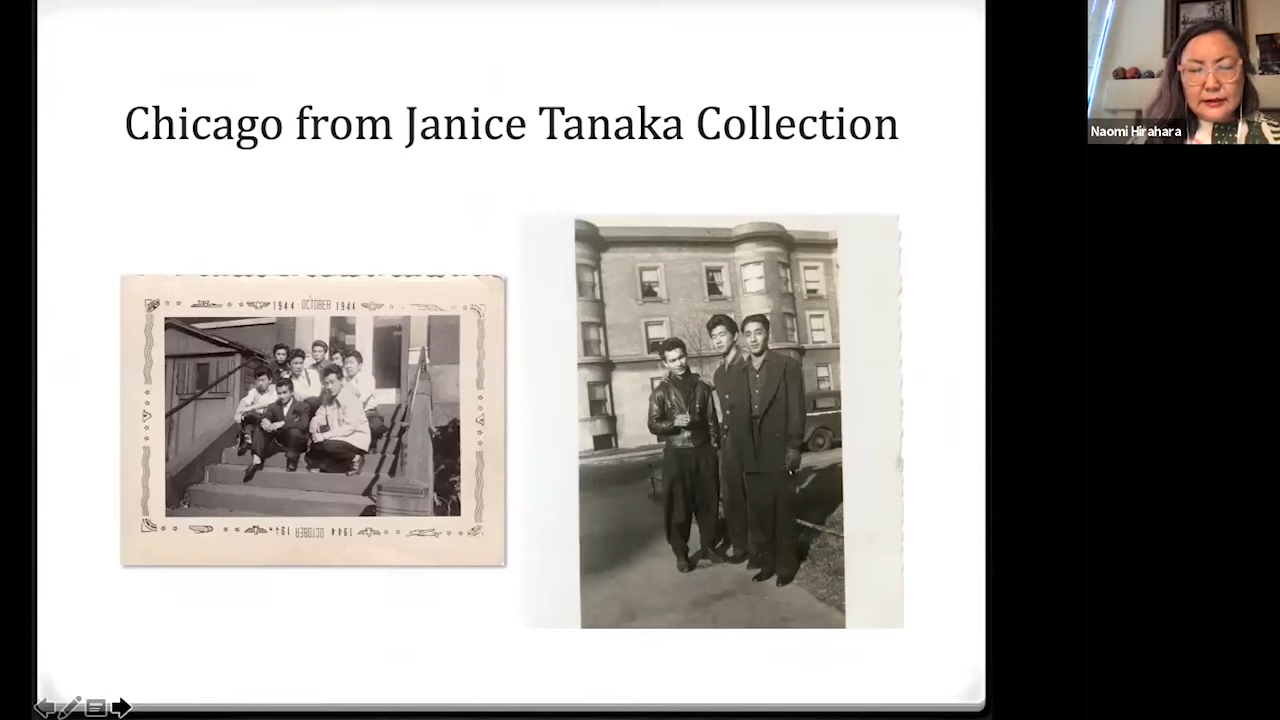 Chicago from Janice Tanaka Collection
Naomi Hirahara
1944 OCTOBER 1944
1944 OCTOBER 1944